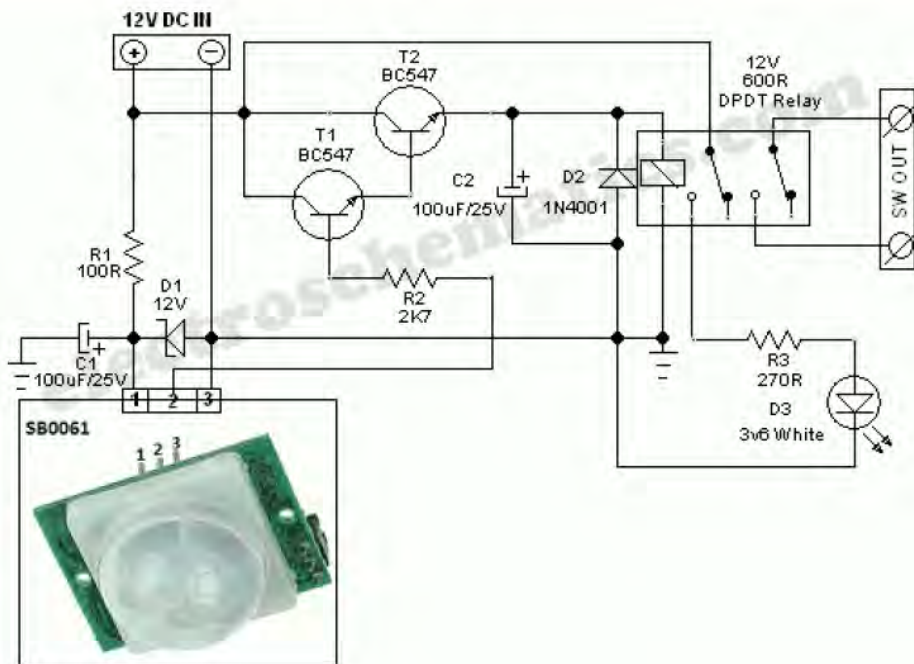 12V DC IN
+
−
T2
BC547
12V
600R
DPDT Relay
T1
BC547
C2
+
100uF/25V
D2
1N4001
SW OUT
R1
100R
D1
12V
R2
2K7
C1
+
100uF/25V
R3
270R
D3
3v6 White
1 2 3
SB0061
1 2 3
electroschematics.com